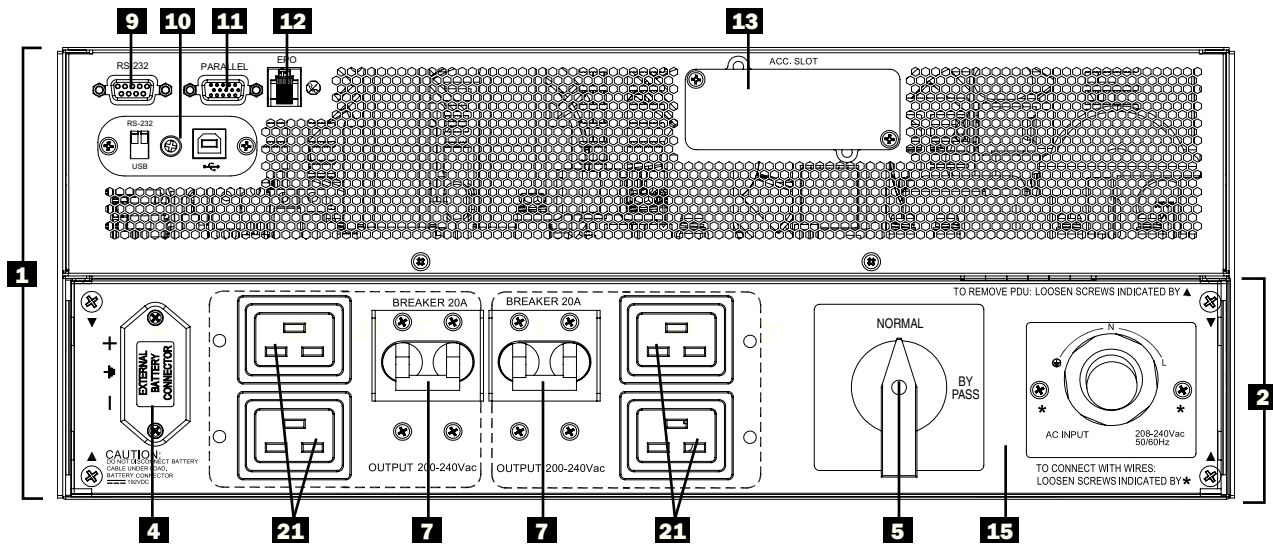 9 10 11 12 13
RS-232 PARALLEL EPO ACC. SLOT
RS-232
USB
1
TO REMOVE PDU: LOOSEN SCREWS INDICATED BY ▲
2
+
−
EXTERNAL
BATTERY
CONNECTOR
CAUTION:
DO NOT DISCONNECT BATTERY
CABLE UNDER LOAD,
BATTERY CONNECTOR
192VDC
BREAKER 20A
OUTPUT 200-240Vac
BREAKER 20A
OUTPUT 200-240Vac
NORMAL
BY
PASS
N
L
* *
AC INPUT
208-240Vac
50/60Hz
TO CONNECT WITH WIRES:
LOOSEN SCREWS INDICATED BY *
4 21 7 7 21 5 15